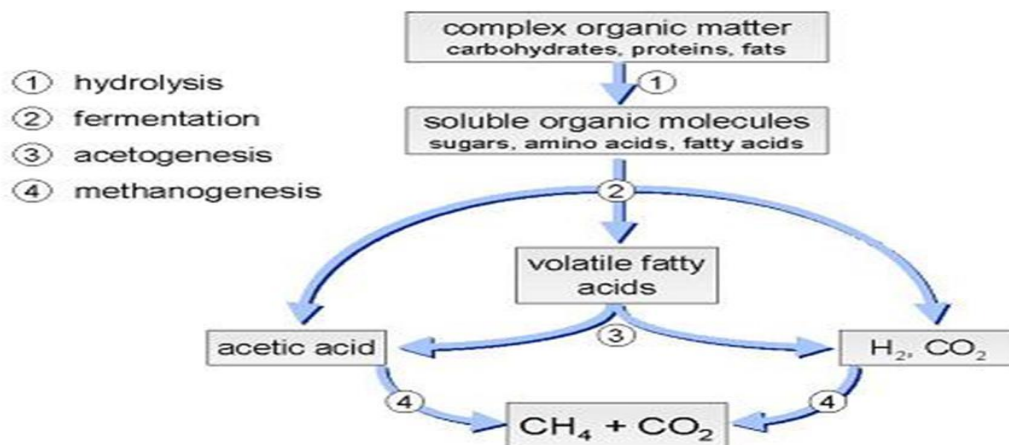 complex organic matter
carbohydrates, proteins, fats
① hydrolysis
① 
② fermentation
soluble organic molecules
sugars, amino acids, fatty acids
③ acetogenesis
④ methanogenesis
②
volatile fatty
acids
acetic acid
③
H₂, CO₂
④
④
CH₄ + CO₂